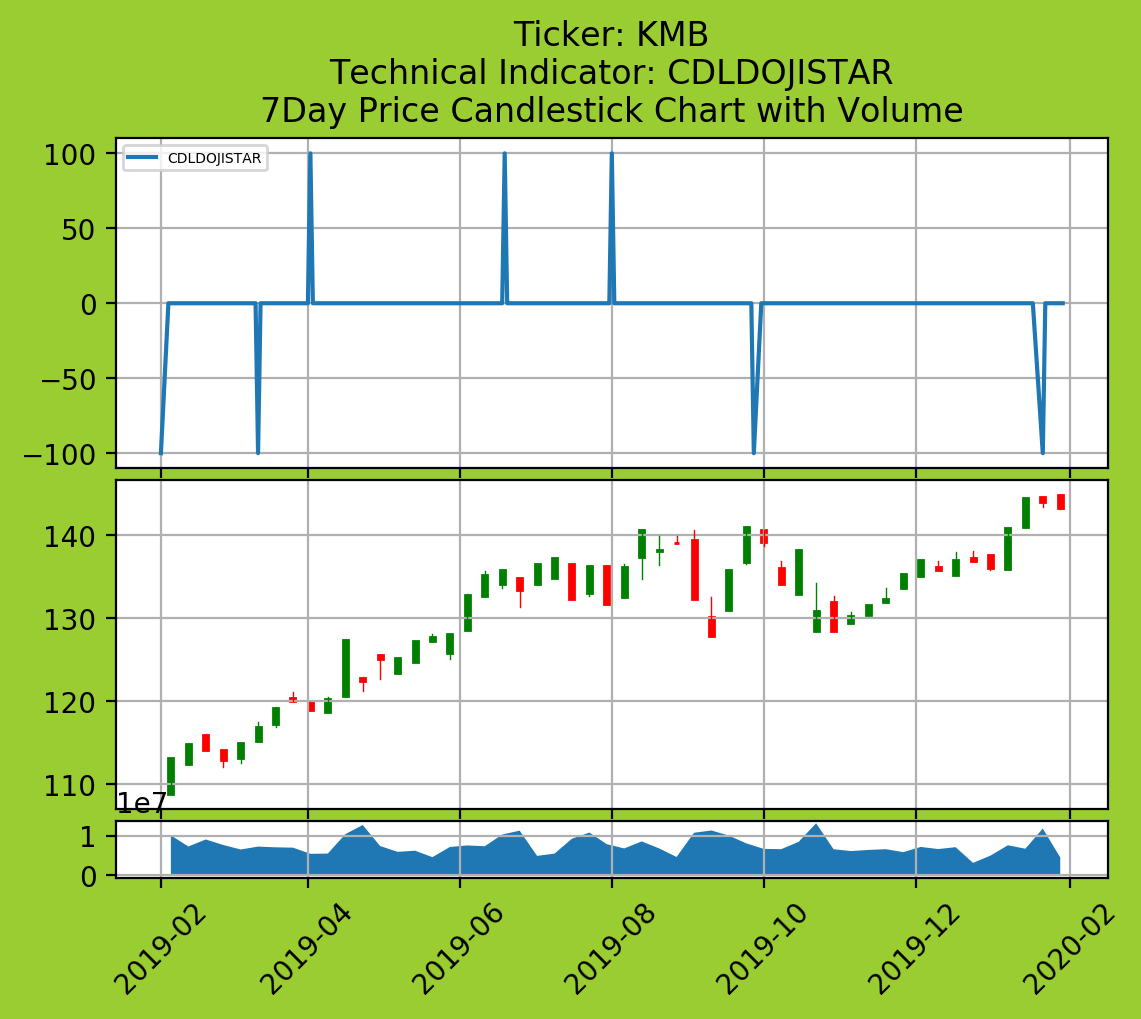 Ticker: KMB
Technical Indicator: CDLDOJISTAR
7Day Price Candlestick Chart with Volume
CDLDOJISTAR
100
50
0
−50
−100
140
130
120
110
1e7
1
0
2019-02 2019-04 2019-06 2019-08 2019-10 2019-12 2020-02